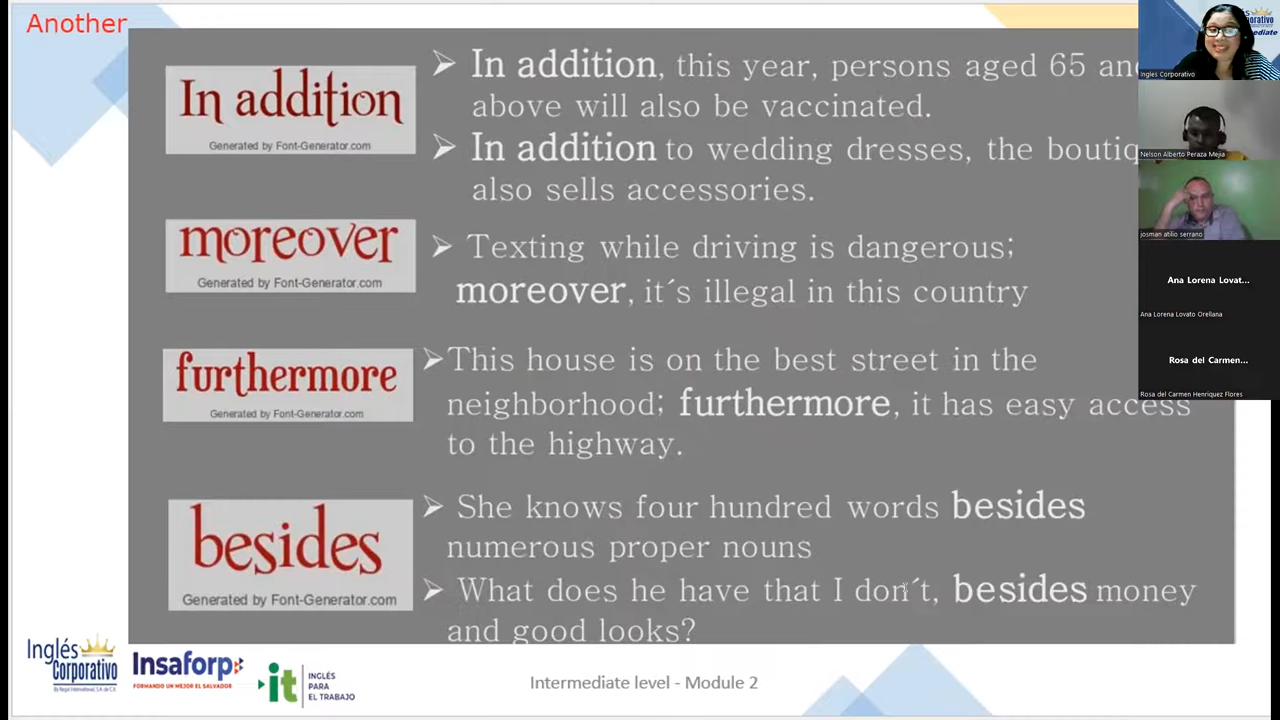 Another
In addition
Generated by Font-Generator.com
In addition, this year, persons aged 65
above will also be vaccinated.
In addition to wedding dresses, the
also sells accessories.
moreover
Generated by Font-Generator.com
Texting while driving is dangerous;
moreover, it´s illegal in this country
furthermore
Generated by Font-Generator.com
This house is on the best street in the
neighborhood; furthermore, it has easy access
to the highway.
besides
Generated by Font-Generator.com
She knows four hundred words besides
numerous proper nouns
What does he have that I don´t, besides money
and good looks?
Inglés
Corporativo
Insaforp
FORMANDO UN MEJOR EL SALVADOR
it
INGLÉS
PARA
EL TRABAJO
Intermediate level - Module 2
Ingles Corporativo
Nelson Alberto Peraza Mejia
josman atilio serrano
Ana Lorena Lovat...
Ana Lorena Lovato Orellana
Rosa del Carmen...
Rosa del Carmen Henriquez Flores